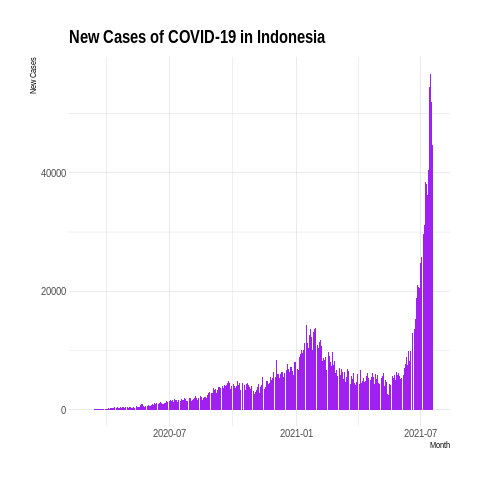 New Cases of COVID-19 in Indonesia
New Cases
40000
20000
0
2020-07
2021-01
2021-07
Month